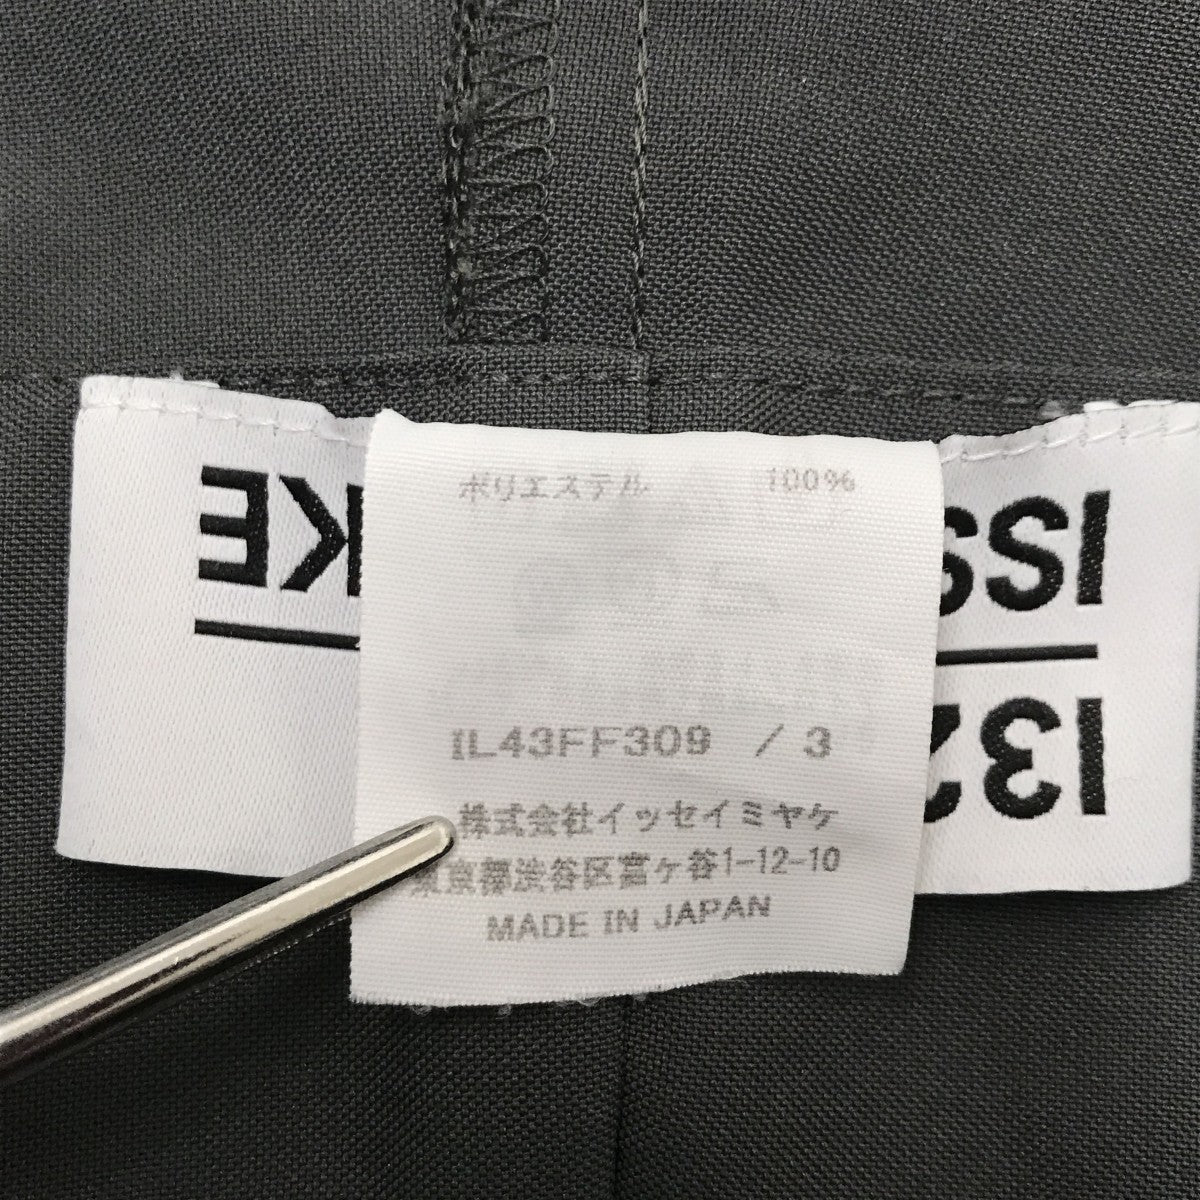 ポリエステル 100%
IL43FF309 / 3
株式会社イッセイミヤケ
東京都渋谷区富ヶ谷1-12-10
MADE IN JAPAN
ISS KE
132